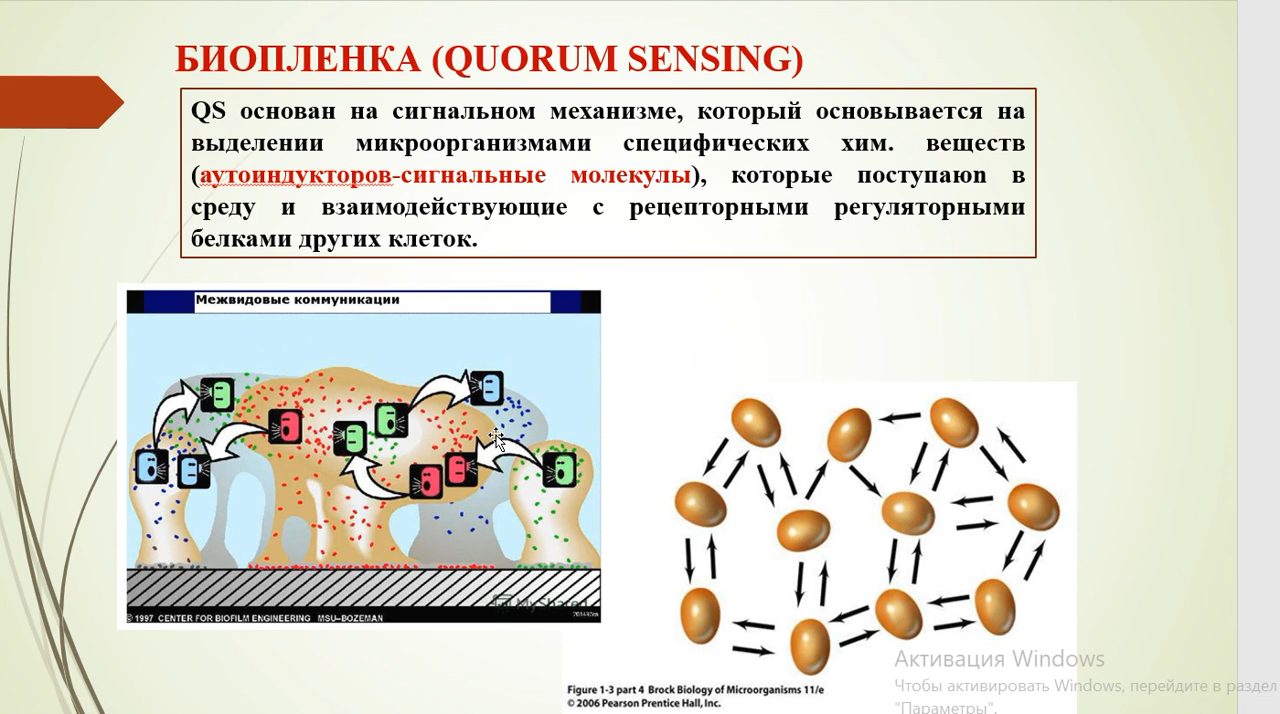 БИОПЛЕНКА (QUORUM SENSING)
QS основан на сигнальном механизме, который основывается на
выделении микроорганизмами специфических хим. веществ
(аутоиндукторов-сигнальные молекулы), которые поступаюn в
среду и взаимодействующие с рецепторными регуляторными
белками других клеток.
Межвидовые коммуникации
© 1997 CENTER FOR BIOFILM ENGINEERING MSU–BOZEMAN
Figure 1-3 part 4 Brock Biology of Microorganisms 11/e
© 2006 Pearson Prentice Hall, Inc.
Активация Windows
Чтобы активировать Windows, перейдите в раздел
"Параметры".